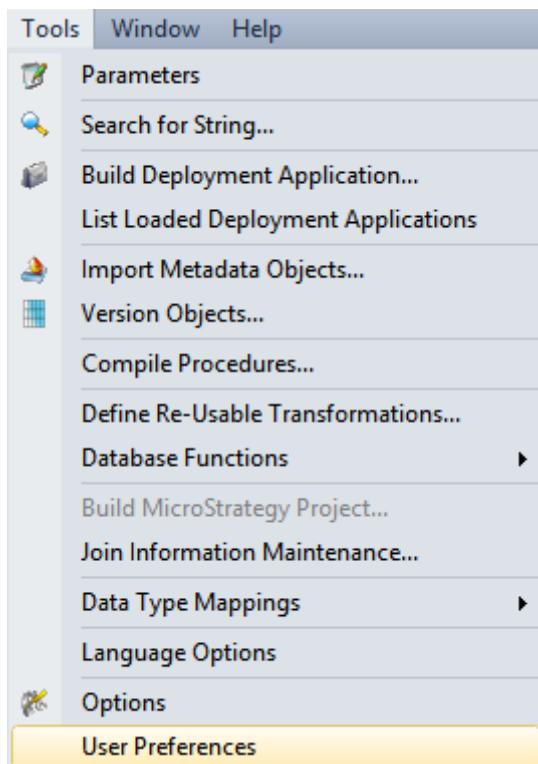 Tools Window Help
Parameters
Search for String...
Build Deployment Application...
List Loaded Deployment Applications
Import Metadata Objects...
Version Objects...
Compile Procedures...
Define Re-Usable Transformations...
Database Functions
Build MicroStrategy Project...
Join Information Maintenance...
Data Type Mappings
Language Options
Options
User Preferences